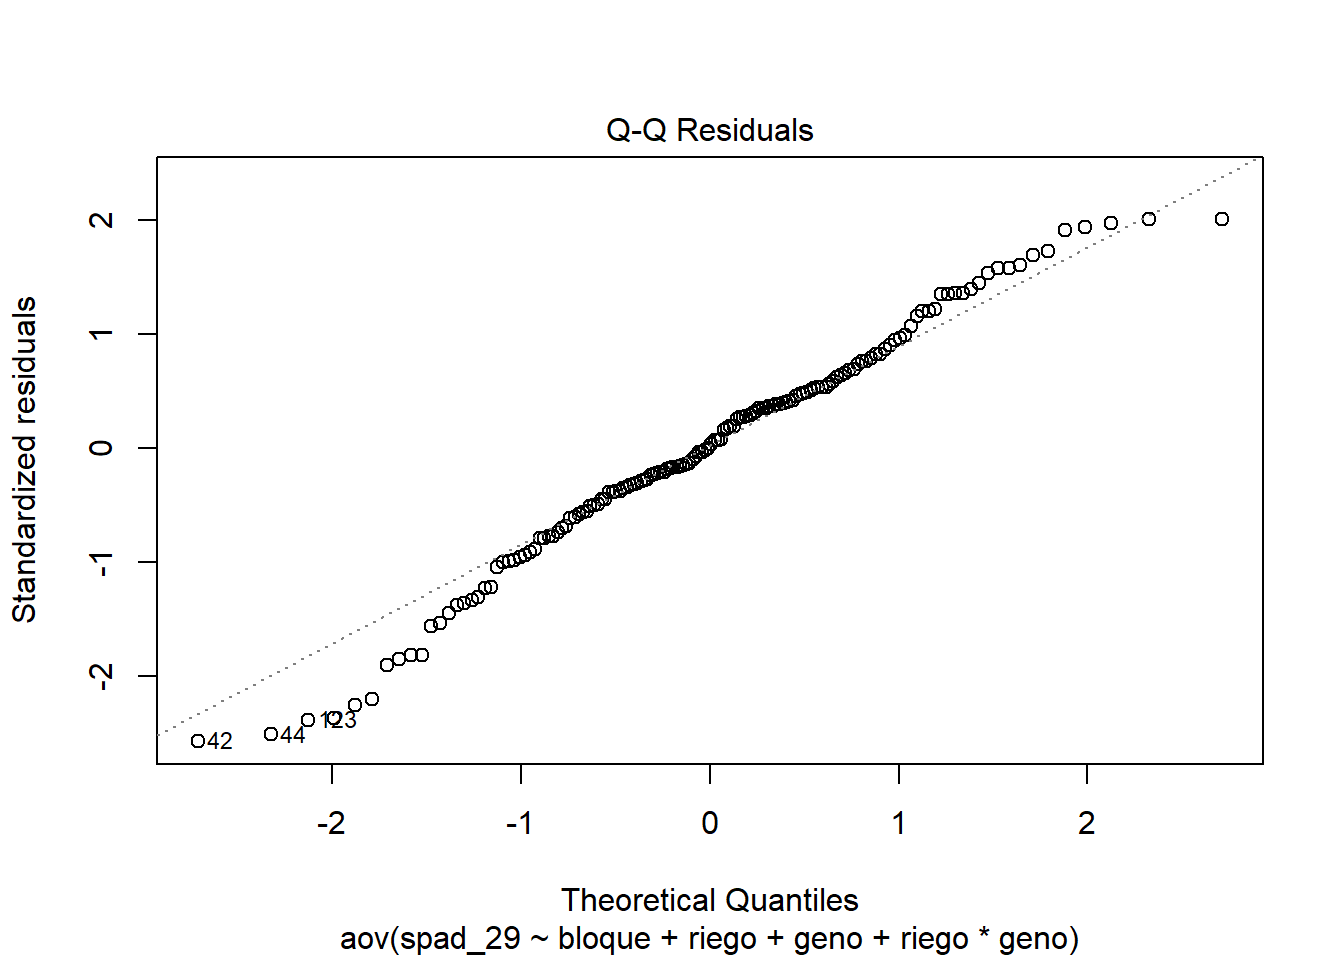 Q-Q Residuals
Standardized residuals
2
1
0
-1
-2
42
44
123
-2 -1 0 1 2
Theoretical Quantiles
aov(spad_29 ~ bloque + riego + geno + riego * geno)